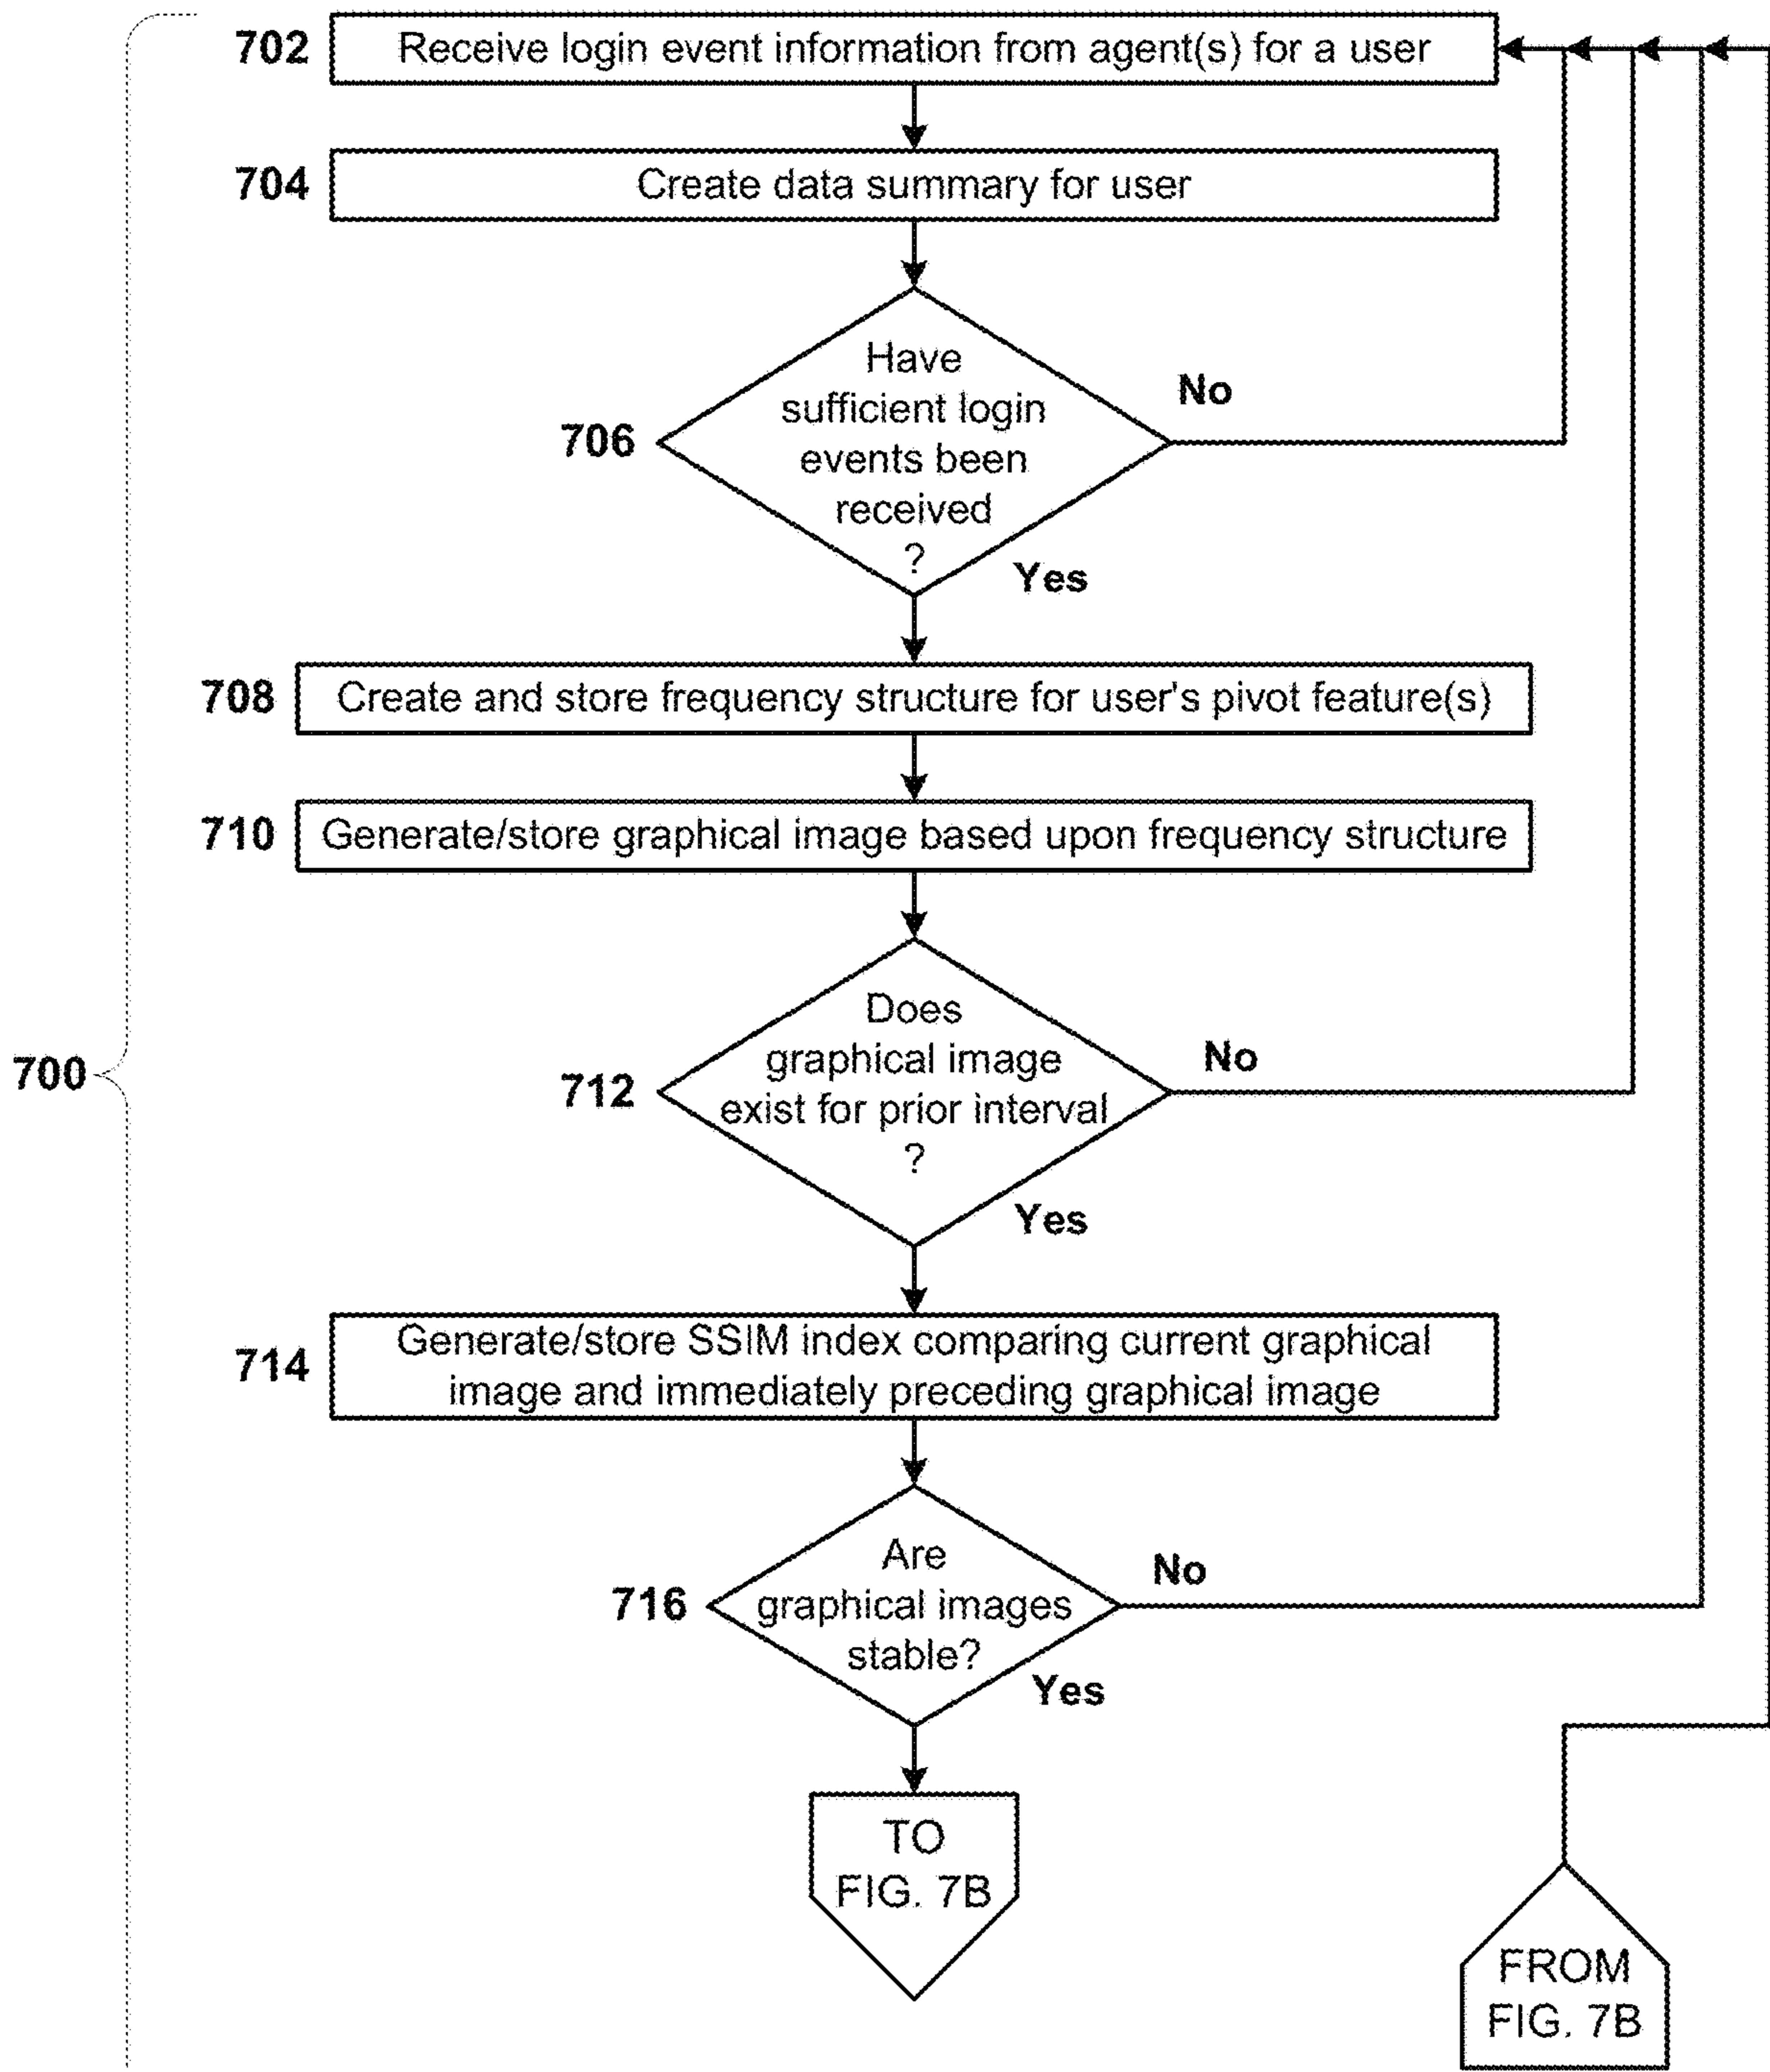 702 Receive login event information from agent(s) for a user
704 Create data summary for user
Have
sufficient login
events been
received
?
706
No
Yes
708 Create and store frequency structure for user's pivot feature(s)
710 Generate/store graphical image based upon frequency structure
Does
graphical image
exist for prior interval
?
712
No
Yes
700
714
Generate/store SSIM index comparing current graphical
image and immediately preceding graphical image
Are
graphical images
stable?
716
No
Yes
TO
FIG. 7B
FROM
FIG. 7B